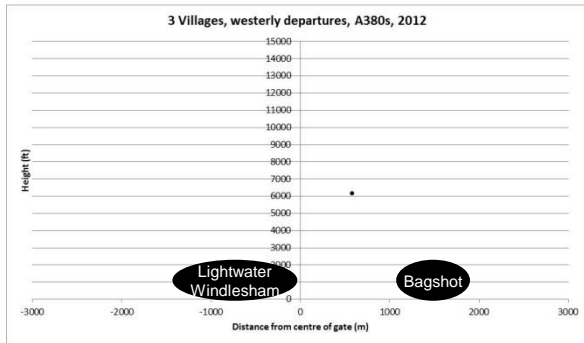 3 Villages, westerly departures, A380s, 2012
15000
14000
13000
12000
11000
10000
9000
8000
7000
6000
5000
4000
3000
2000
1000
0
Height (ft)
Lightwater
Windlesham
Bagshot
-3000 -2000 -1000 0 1000 2000 3000
Distance from centre of gate (m)